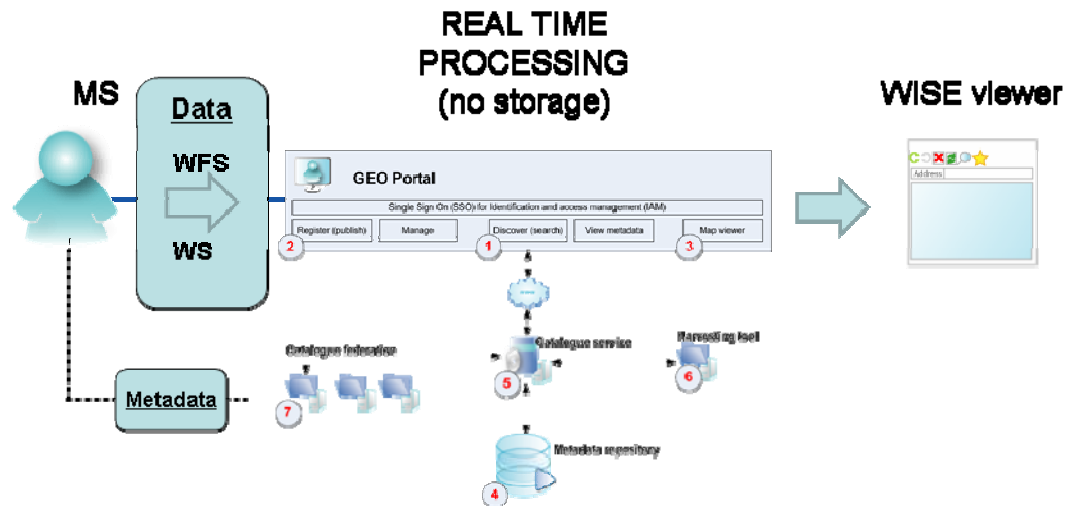 REAL TIME
PROCESSING
(no storage)
MS
WISE viewer
Data
WFS
WS
GEO Portal
Single Sign On (SSO) for Identification and access management (IAM)
Register (publish)
Manage
Discover (search)
View metadata
Map viewer
2
1
3
Address
Catalogue federation
Catalogue service
Harvesting tool
7
5
6
Metadata
Metadata repository
4